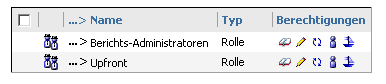 ...> Name Typ Berechtigungen
...> Berichts-Administratoren Rolle
...> Upfront Rolle